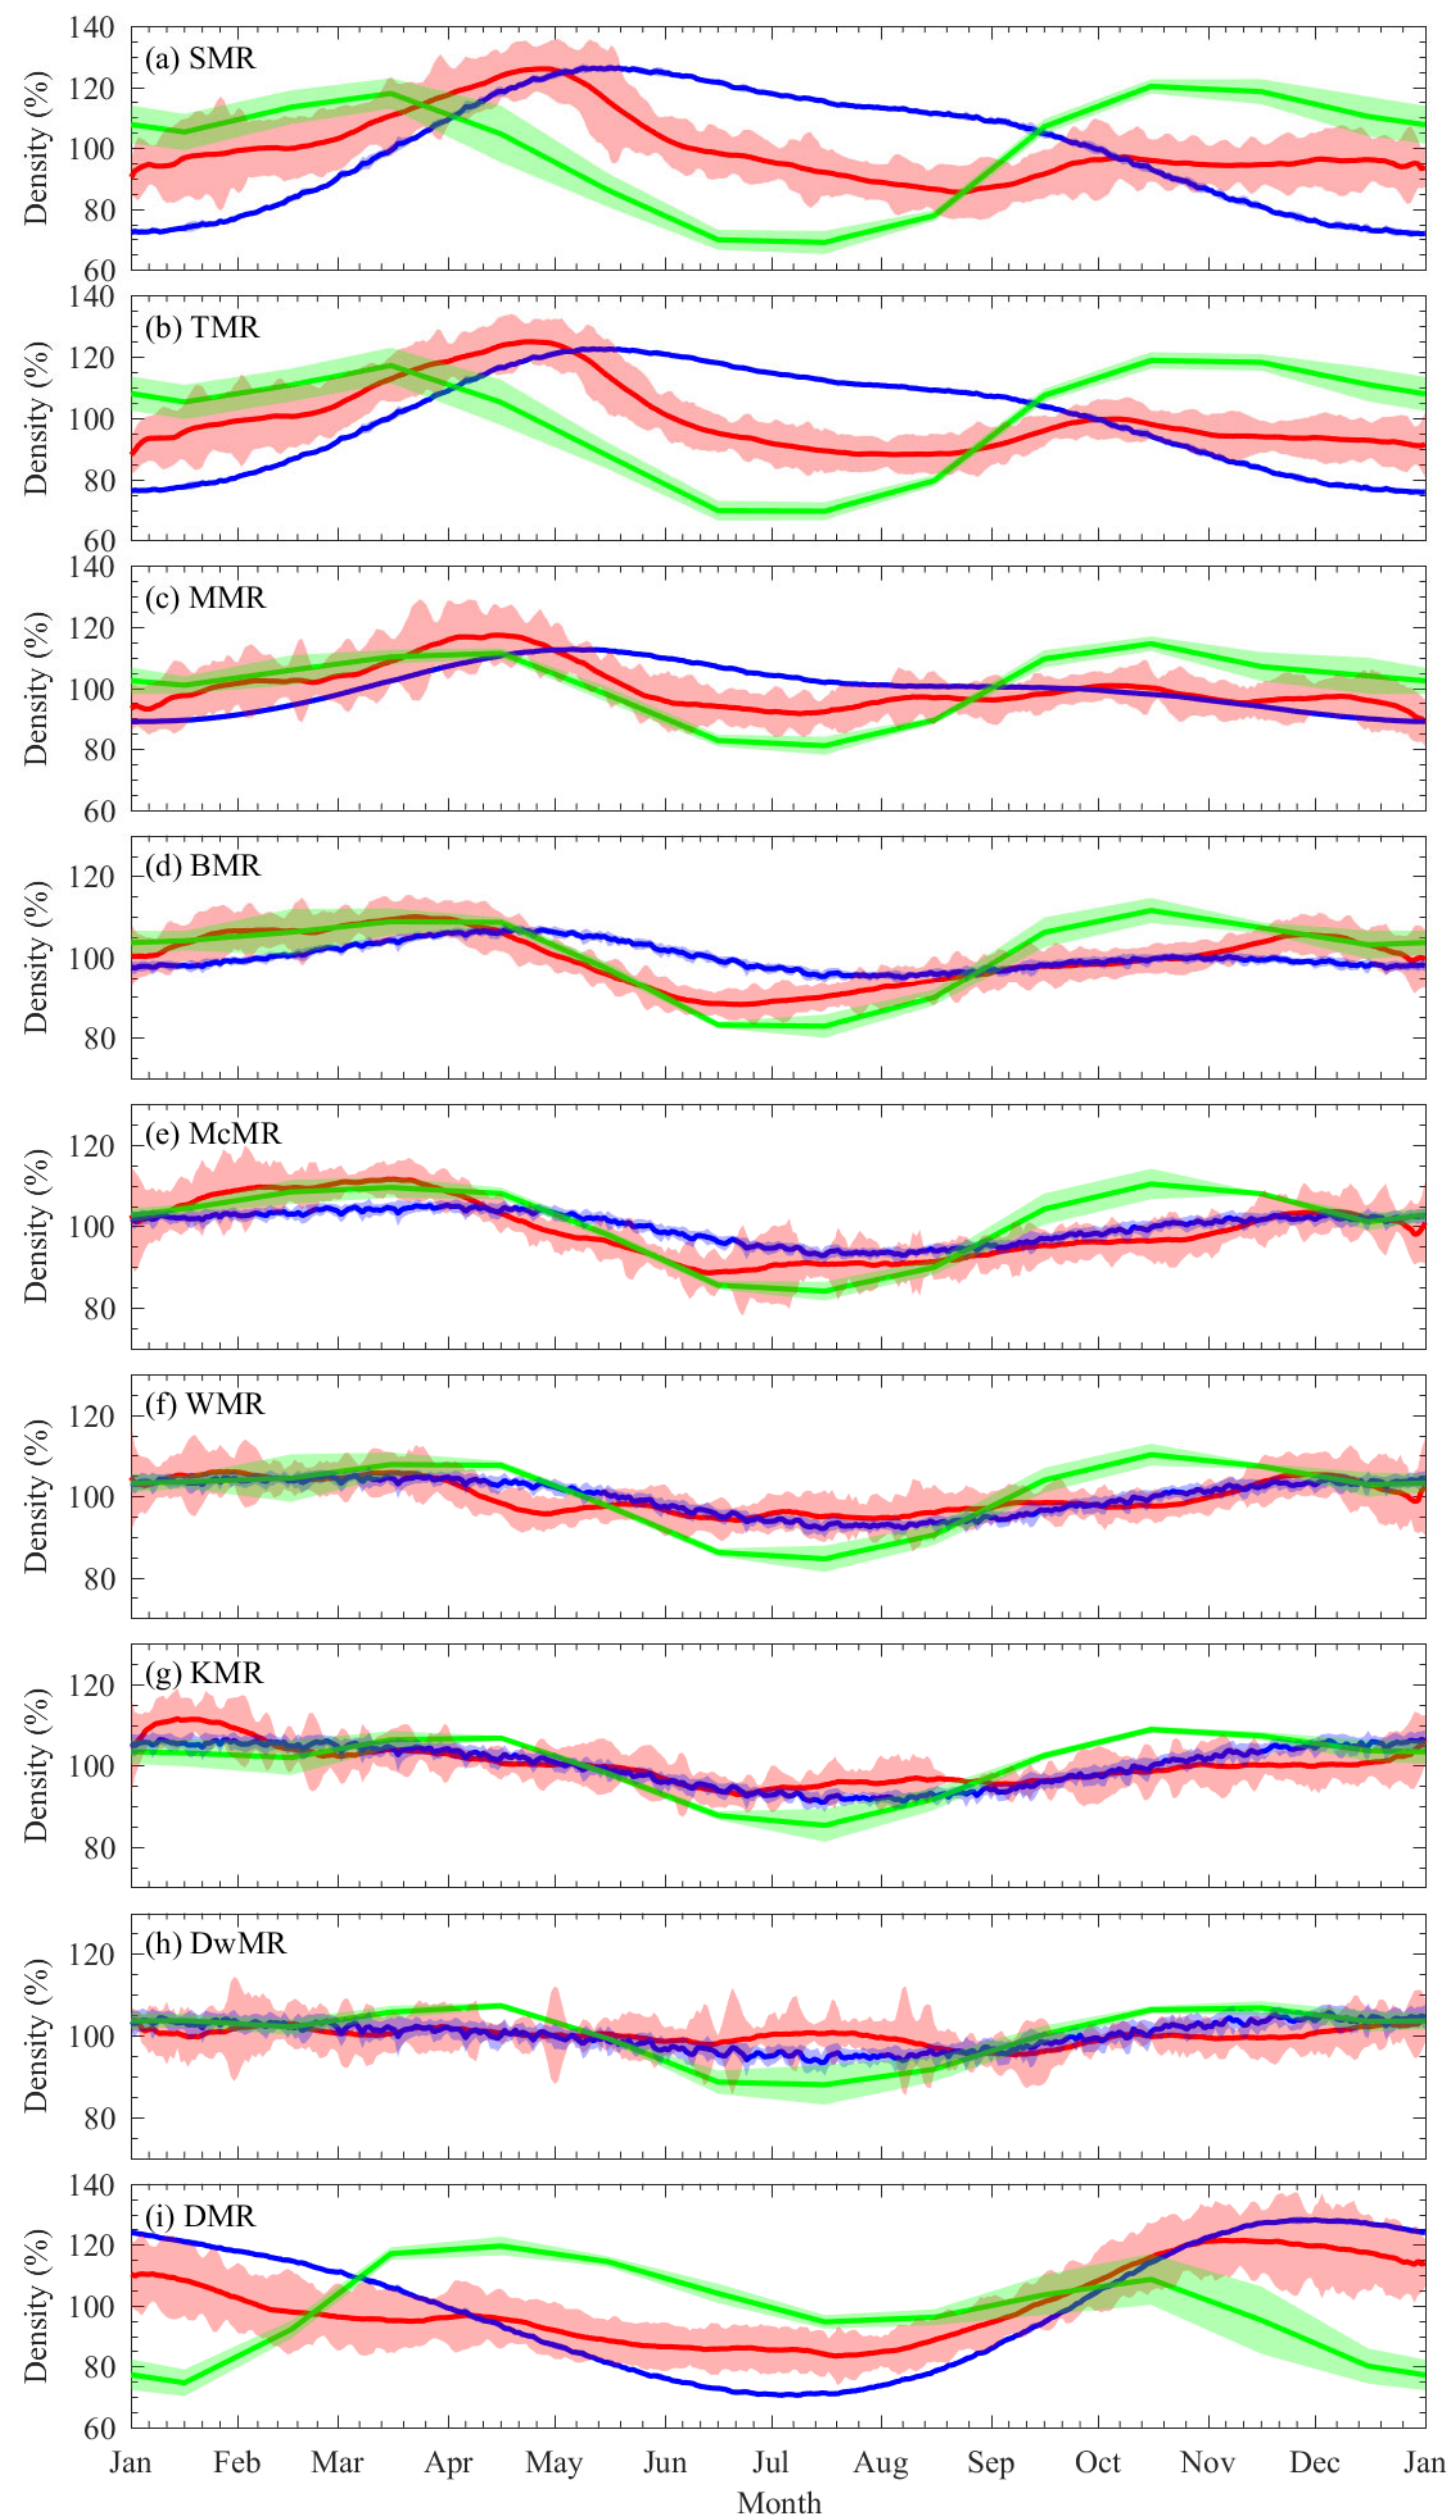 140
(a) SMR
120
100
80
60
Density (%)
140
(b) TMR
120
100
80
60
Density (%)
140
(c) MMR
120
100
80
60
Density (%)
(d) BMR
120
100
80
Density (%)
(e) McMR
120
100
80
Density (%)
(f) WMR
120
100
80
Density (%)
(g) KMR
120
100
80
Density (%)
(h) DwMR
120
100
80
Density (%)
140
(i) DMR
120
100
80
60
Density (%)
Jan Feb Mar Apr May Jun Jul Aug Sep Oct Nov Dec Jan
Month